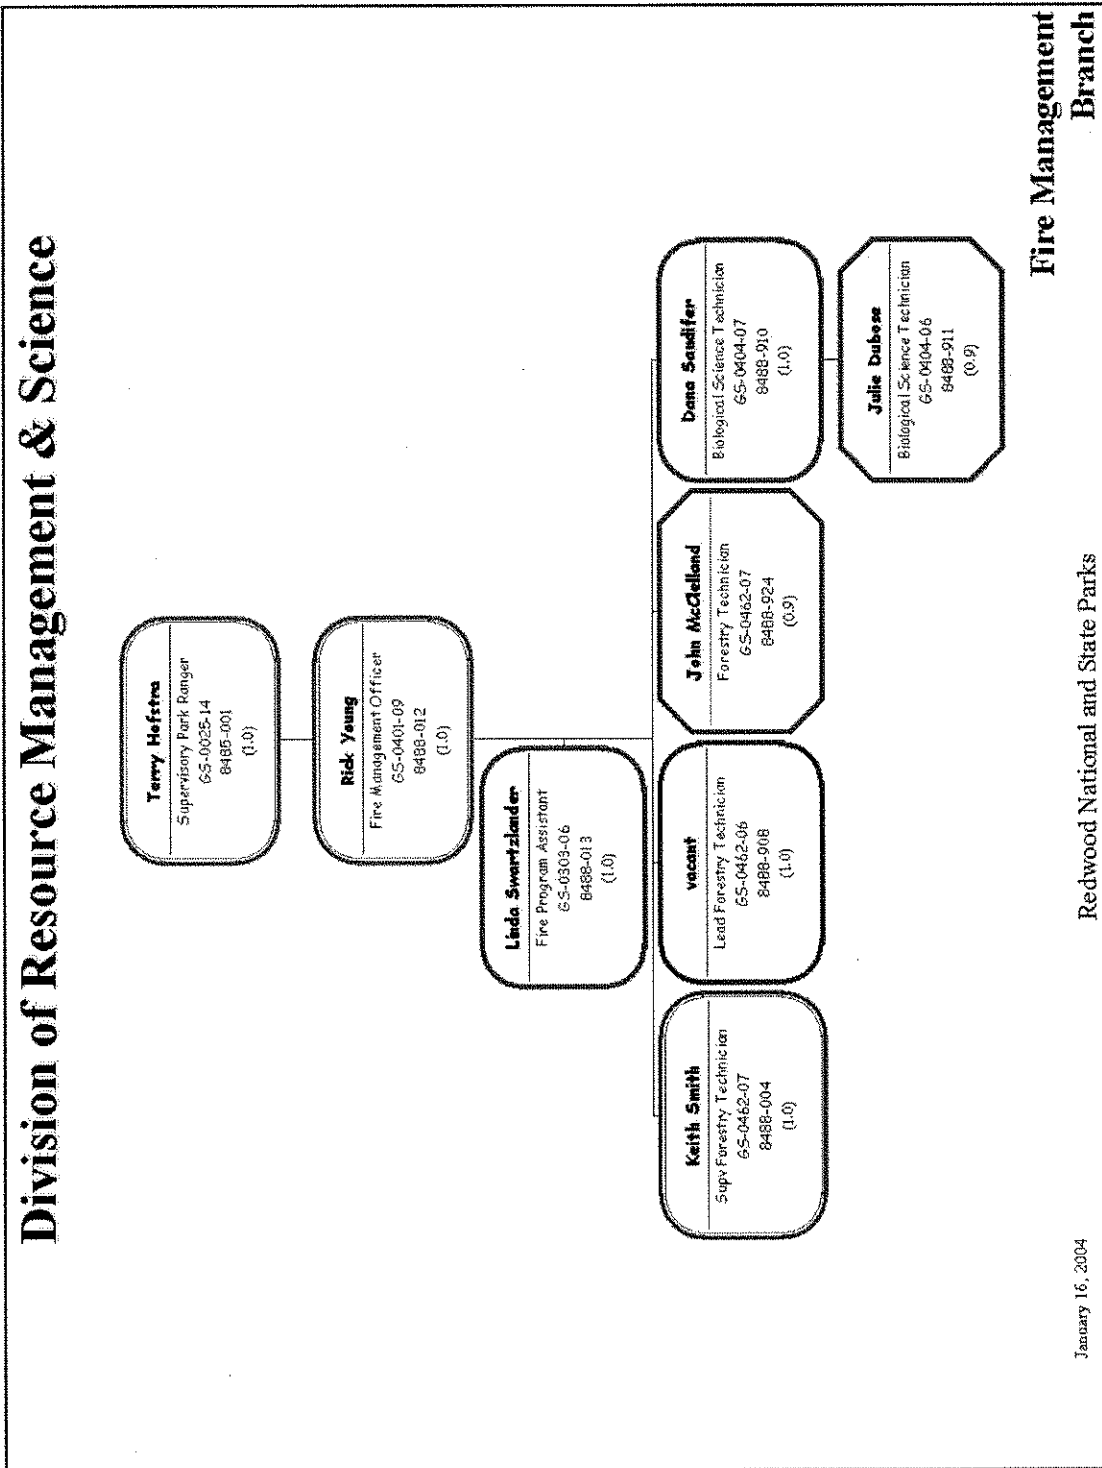 Division of Resource Management & Science
Terry Hofstra
Supervisory Park Ranger
GS-0025-14
8485-001
(1.0)
Rick Young
Fire Management Officer
GS-0401-09
8488-012
(1.0)
Linda Swartzlander
Fire Program Assistant
GS-0303-06
8488-013
(1.0)
Keith Smith
Supv Forestry Technician
GS-0462-07
8488-004
(1.0)
vacant
Lead Forestry Technician
GS-0462-06
8488-908
(1.0)
John McClelland
Forestry Technician
GS-0462-07
8488-924
(0.9)
Dana Sandifer
Biological Science Technician
GS-0404-07
8488-910
(1.0)
Julie Dubose
Biological Science Technician
GS-0404-06
8488-911
(0.9)
January 16, 2004
Redwood National and State Parks
Fire Management
Branch